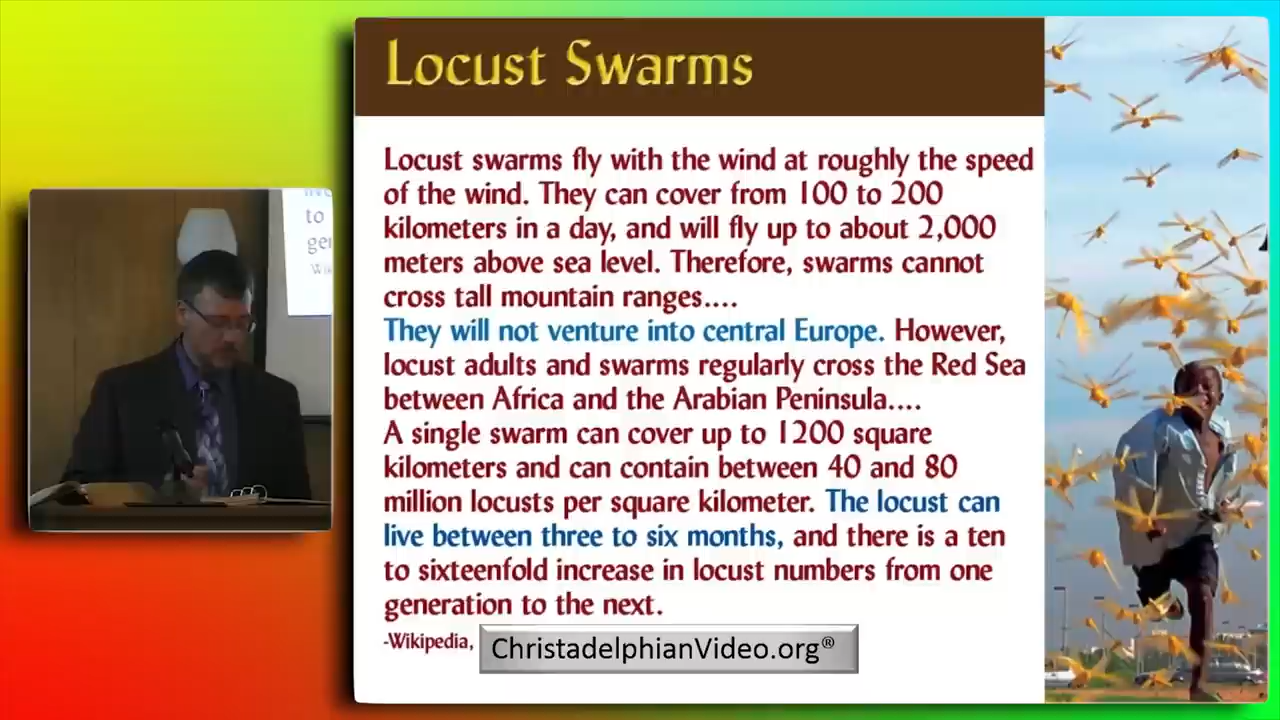 Locust Swarms
Locust swarms fly with the wind at roughly the speed
of the wind. They can cover from 100 to 200
kilometers in a day, and will fly up to about 2,000
meters above sea level. Therefore, swarms cannot
cross tall mountain ranges....
They will not venture into central Europe. However,
locust adults and swarms regularly cross the Red Sea
between Africa and the Arabian Peninsula....
A single swarm can cover up to 1200 square
kilometers and can contain between 40 and 80
million locusts per square kilometer. The locust can
live between three to six months, and there is a ten
to sixteenfold increase in locust numbers from one
generation to the next.
-Wikipedia,
ChristadelphianVideo.org®
to